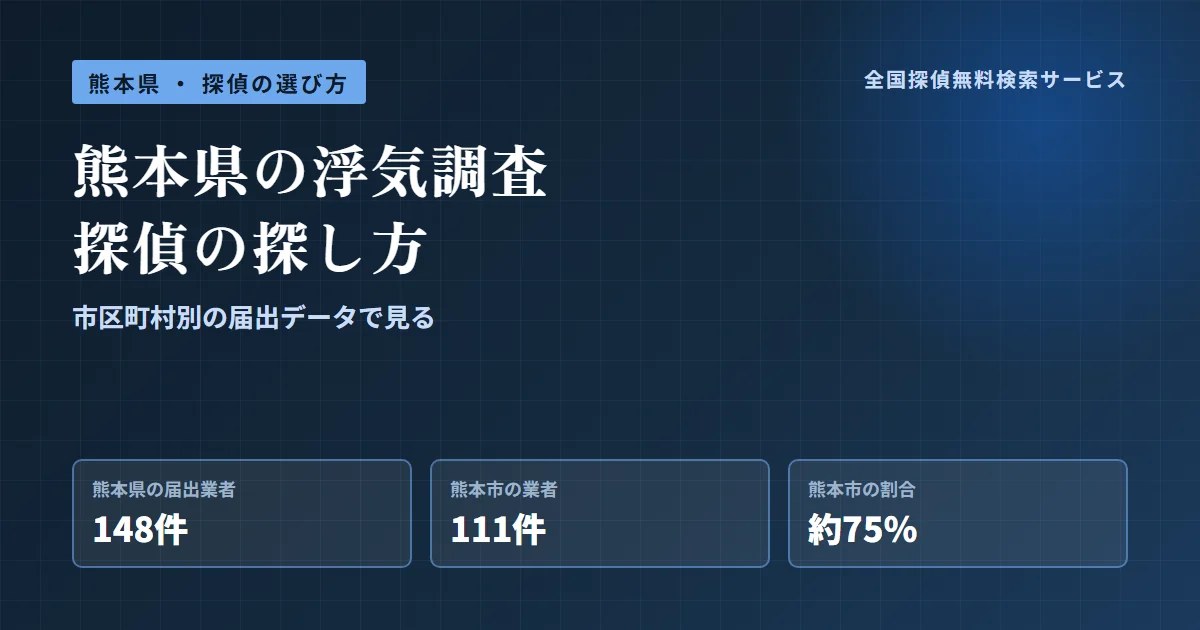 熊本県 ・ 探偵の選び方
全国探偵無料検索サービス
熊本県の浮気調査
探偵の探し方
市区町村別の届出データで見る
熊本県の届出業者
148件
熊本市の業者
111件
熊本市の割合
約75%